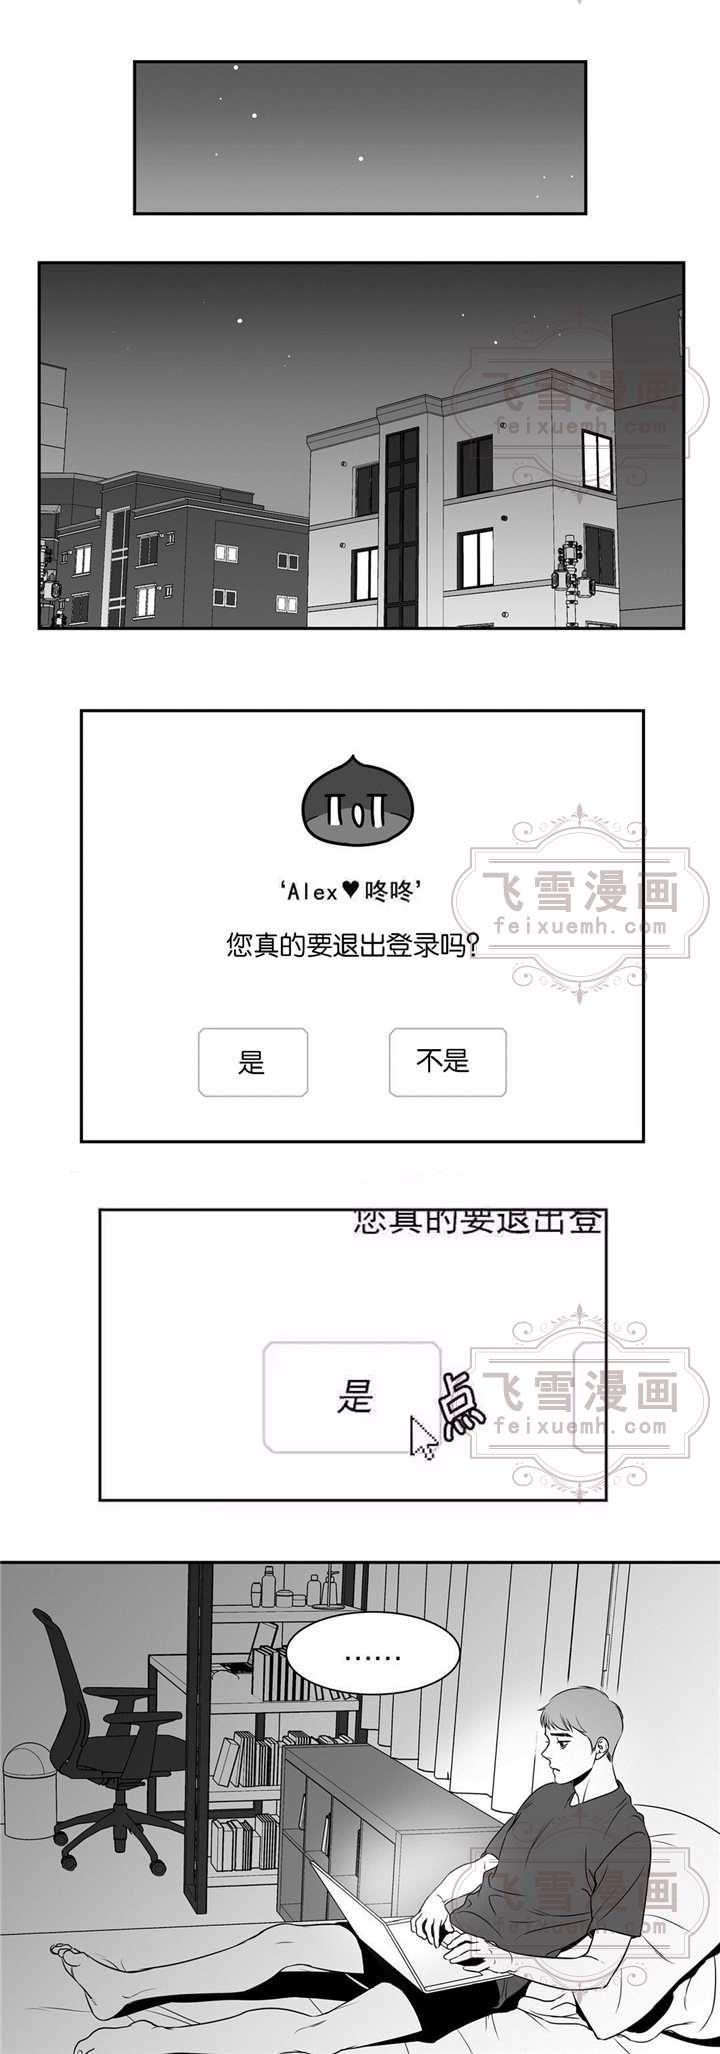 飞雪漫画
feixuemh.com
‘Alex♥咚咚’
您真的要退出登录吗?
飞雪漫画
feixuemh.com
是
不是
您真的要退出登
是
点
飞雪漫画
feixuemh.com
……
飞雪漫画
feixuemh.com